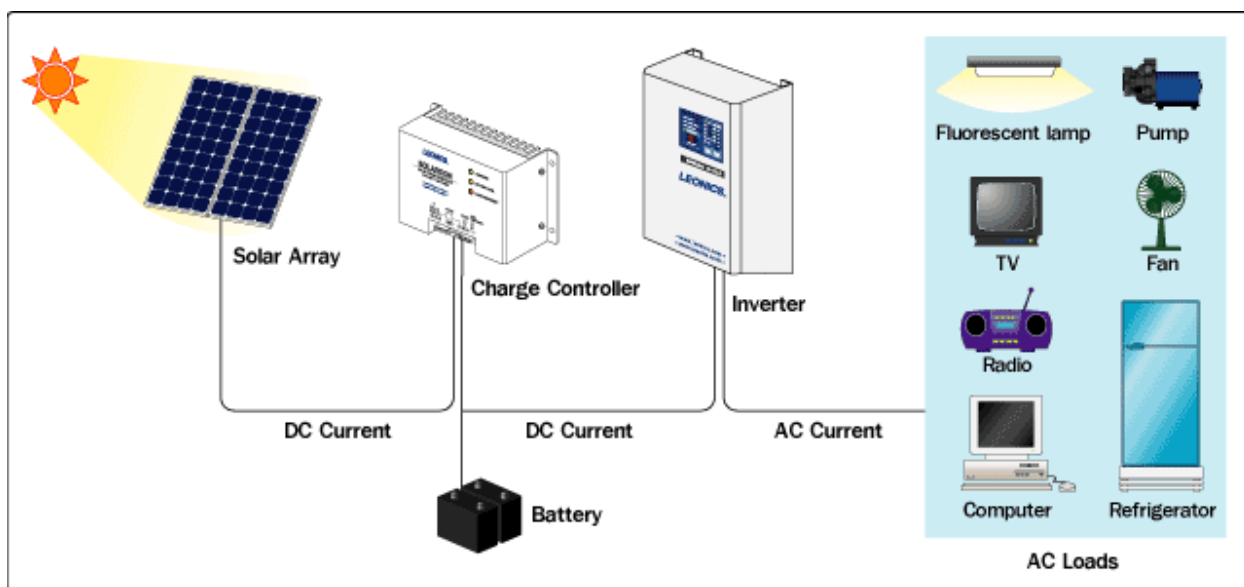 Fluorescent lamp
Pump
LEONICS
SOLARCON
LEONICS
Solar Array
TV
Fan
Charge Controller
Inverter
Radio
DC Current
DC Current
AC Current
Battery
Computer
Refrigerator
AC Loads